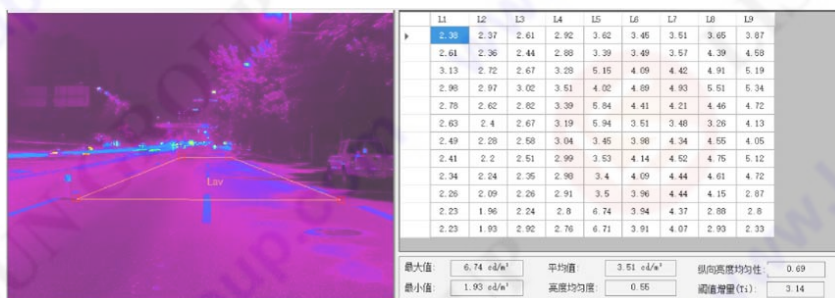 Lav
L1 L2 L3 L4 L5 L6 L7 L8 L9
2.38 2.37 2.61 2.92 3.62 3.45 3.51 3.65 3.87
2.61 2.36 2.44 2.88 3.39 3.49 3.57 4.39 4.58
3.13 2.72 2.67 3.28 5.15 4.09 4.42 4.91 5.19
2.98 2.97 3.02 3.51 4.02 4.89 4.93 5.51 5.34
2.78 2.62 2.82 3.39 5.84 4.41 4.21 4.46 4.72
2.63 2.4 2.67 3.19 5.94 3.51 3.48 3.26 4.13
2.49 2.28 2.58 3.04 3.45 3.98 4.34 4.55 4.05
2.41 2.2 2.51 2.99 3.53 4.14 4.52 4.75 5.12
2.34 2.24 2.35 2.98 3.4 4.09 4.44 4.61 4.72
2.26 2.09 2.26 2.91 3.5 3.96 4.44 4.15 2.87
2.23 1.96 2.24 2.8 6.74 3.94 4.37 2.88 2.8
2.23 1.93 2.92 2.76 6.71 3.91 4.07 2.93 2.33
最大值: 6.74 cd/m² 平均值: 3.51 cd/m² 纵向亮度均匀性: 0.69
最小值: 1.93 cd/m² 亮度均匀度: 0.55 阈值增量(Ti): 3.14